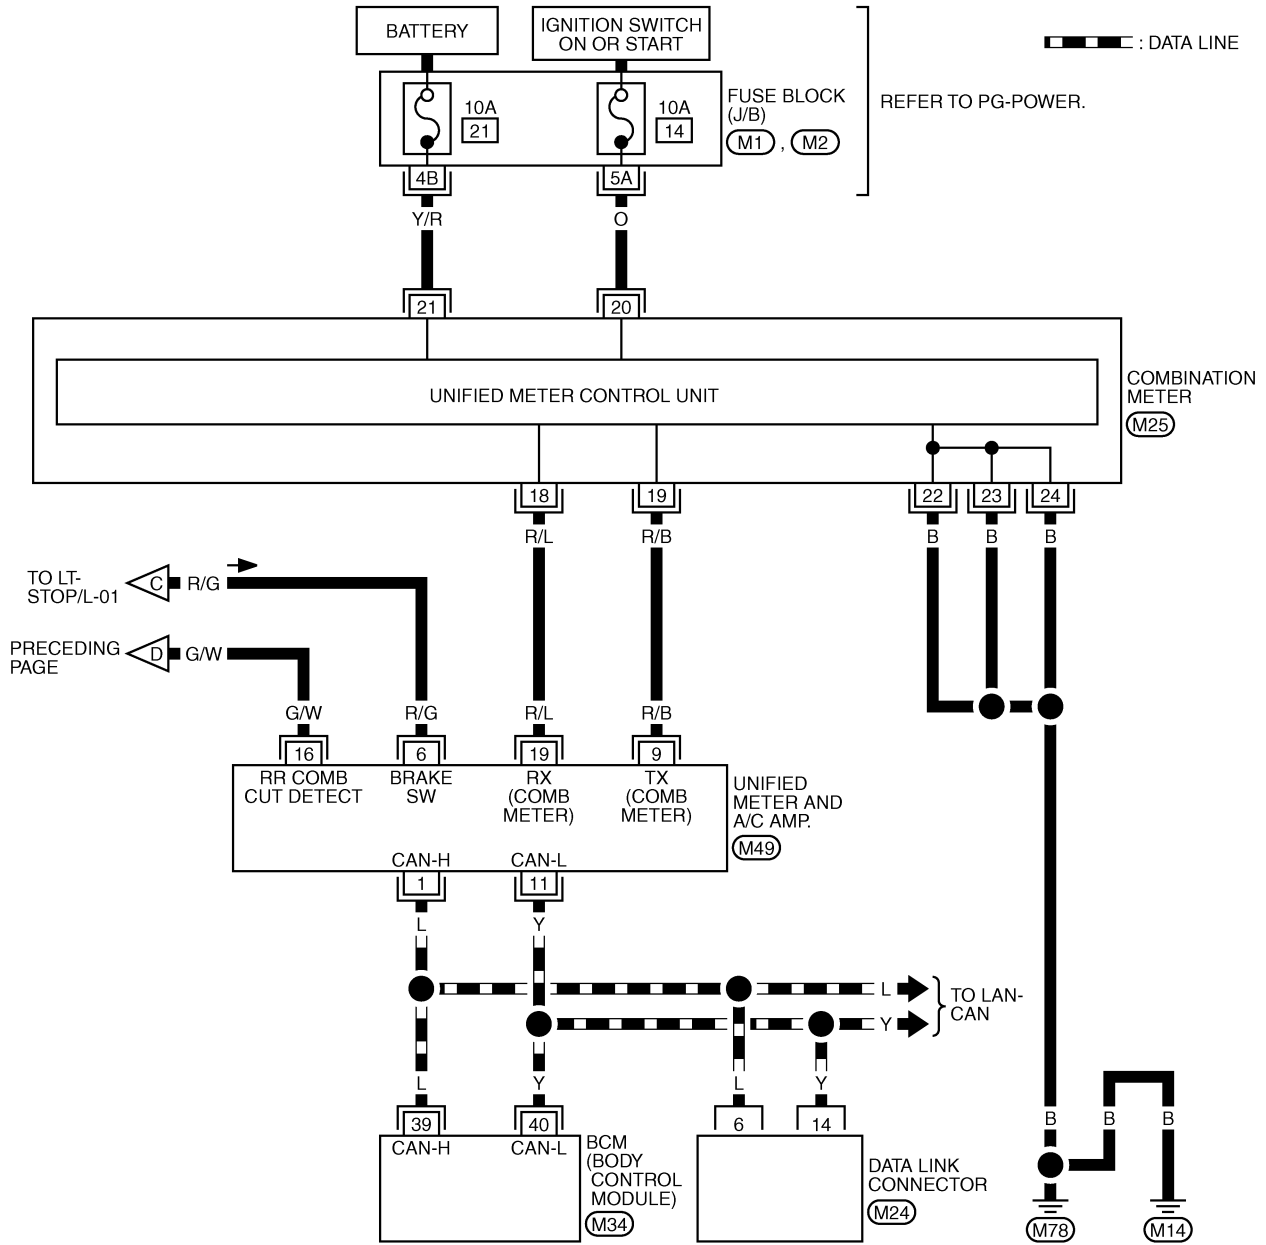 BATTERY
IGNITION SWITCH
ON OR START
: DATA LINE
10A
21
10A
14
FUSE BLOCK
(J/B)
M1 , M2
REFER TO PG-POWER.
4B
5A
Y/R
O
21
20
UNIFIED METER CONTROL UNIT
COMBINATION
METER
M25
18
19
22
23
24
R/L
R/B
B
B
B
TO LT-
STOP/L-01
C
R/G
PRECEDING
PAGE
D
G/W
G/W
R/G
R/L
R/B
16
6
19
9
RR COMB
CUT DETECT
BRAKE
SW
RX
(COMB
METER)
TX
(COMB
METER)
UNIFIED
METER AND
A/C AMP.
M49
CAN-H
CAN-L
1
11
L
Y
L
Y
TO LAN-
CAN
L
Y
L
Y
39
40
6
14
CAN-H
CAN-L
BCM
(BODY
CONTROL
MODULE)
M34
DATA LINK
CONNECTOR
M24
B
B
B
M78
M14